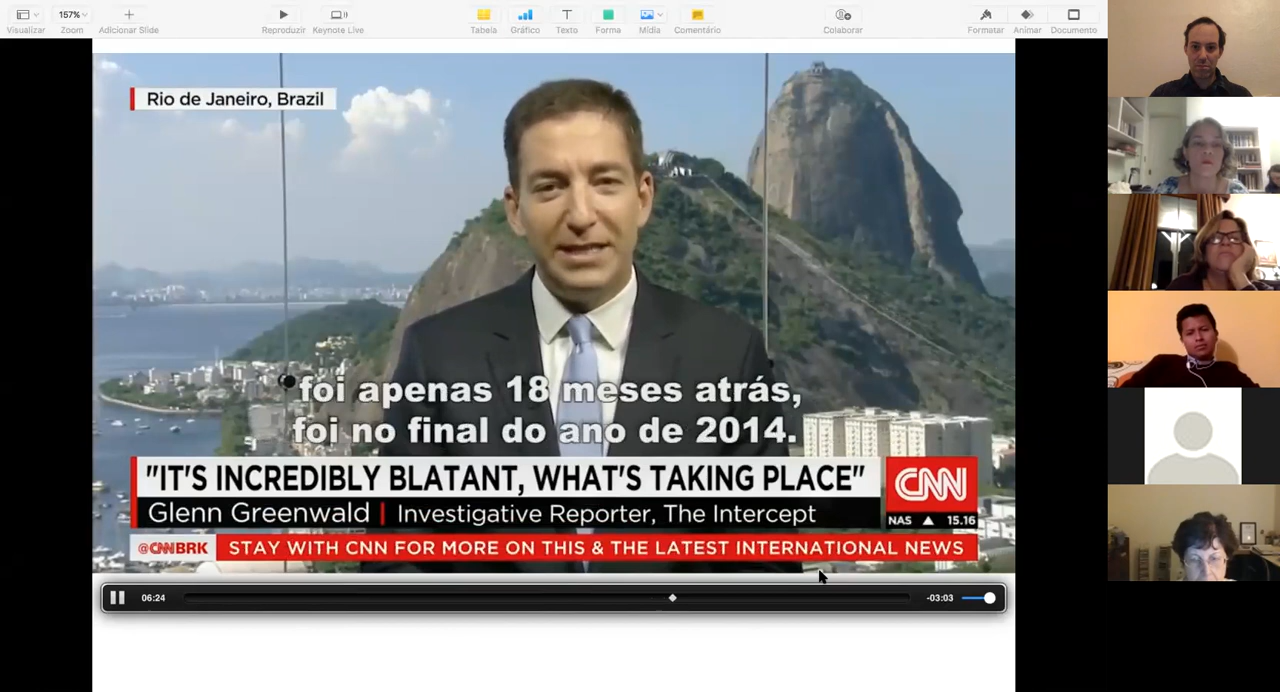 157%
Visualizar
Zoom
Adicionar Slide
Reproduzir
Keynote Live
Tabela
Gráfico
Texto
Forma
Mídia
Comentário
Colaborar
Formatar
Animar
Documento
Rio de Janeiro, Brazil
foi apenas 18 meses atrás,
foi no final do ano de 2014.
"IT'S INCREDIBLY BLATANT, WHAT'S TAKING PLACE"
CNN
Glenn Greenwald | Investigative Reporter, The Intercept
NAS ▲ 15.16
@CNNBRK STAY WITH CNN FOR MORE ON THIS & THE LATEST INTERNATIONAL NEWS
06:24
-03:03